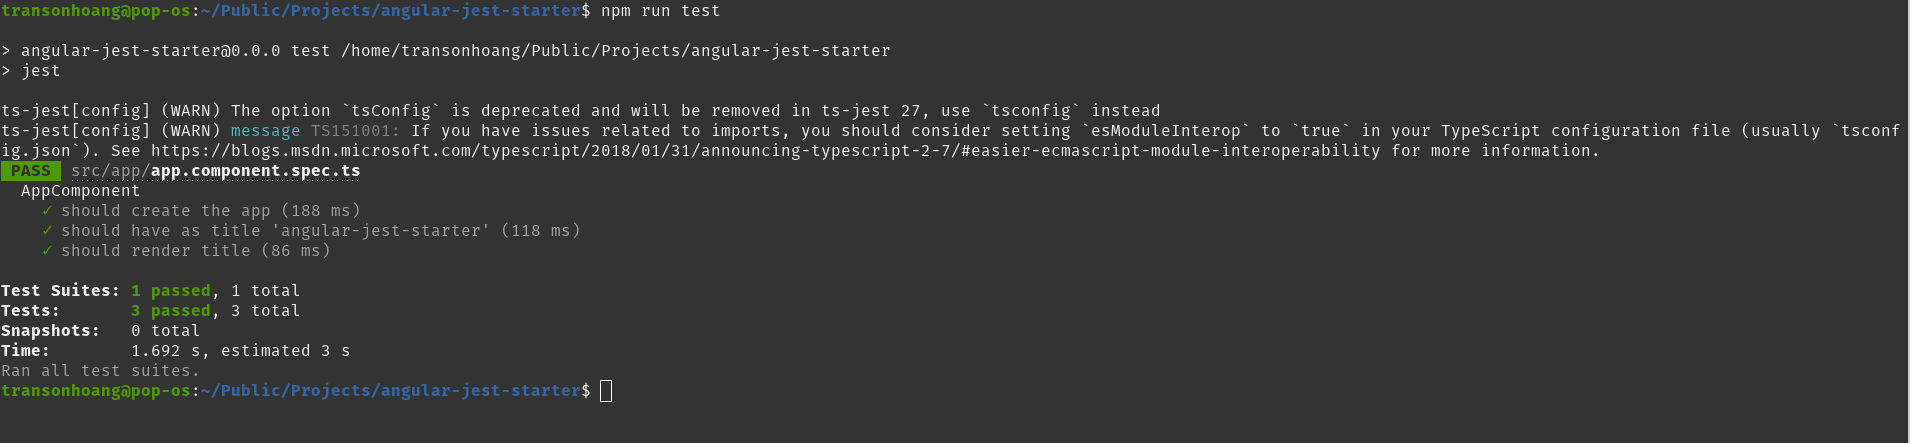 transonhoang@pop-os:~/Public/Projects/angular-jest-starter$ npm run test
> angular-jest-starter@0.0.0 test /home/transonhoang/Public/Projects/angular-jest-starter
> jest
ts-jest[config] (WARN) The option `tsConfig` is deprecated and will be removed in ts-jest 27, use `tsconfig` instead
ts-jest[config] (WARN) message TS151001: If you have issues related to imports, you should consider setting `esModuleInterop` to `true` in your TypeScript configuration file (usually `tsconf
ig.json`). See https://blogs.msdn.microsoft.com/typescript/2018/01/31/announcing-typescript-2-7/#easier-ecmascript-module-interoperability for more information.
PASS src/app/app.component.spec.ts
AppComponent
✓ should create the app (188 ms)
✓ should have as title 'angular-jest-starter' (118 ms)
✓ should render title (86 ms)
Test Suites: 1 passed, 1 total
Tests: 3 passed, 3 total
Snapshots: 0 total
Time: 1.692 s, estimated 3 s
Ran all test suites.
transonhoang@pop-os:~/Public/Projects/angular-jest-starter$